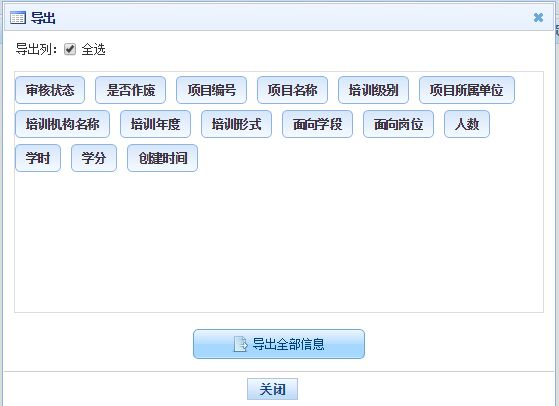 导出
导出列: 全选
审核状态 是否作废 项目编号 项目名称 培训级别 项目所属单位
培训机构名称 培训年度 培训形式 面向学段 面向岗位 人数
学时 学分 创建时间
导出全部信息
关闭